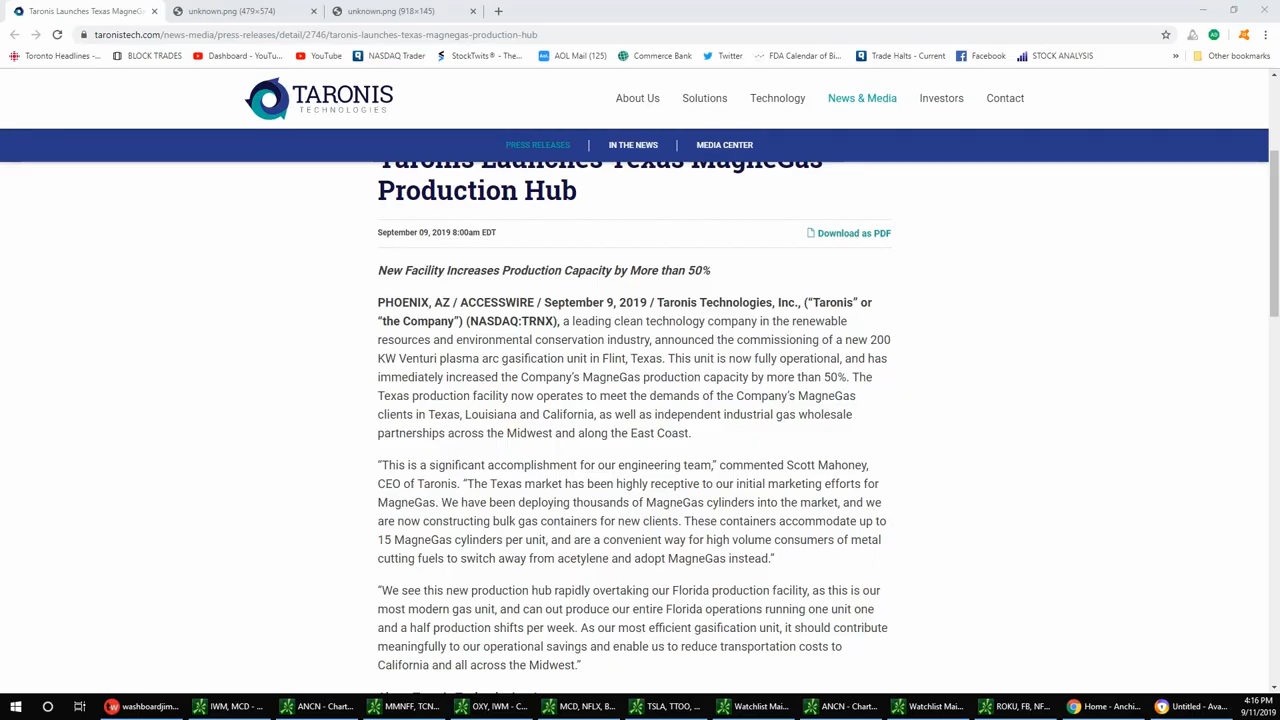 Taronis Launches Texas MagneG
unknown.png (479×574)
unknown.png (918×145)
taronistech.com/news-media/press-releases/detail/2746/taronis-launches-texas-magnegas-production-hub
Toronto Headlines -...
BLOCK TRADES
Dashboard - YouTu...
YouTube
NASDAQ Trader
StockTwits® - The...
AOL Mail (125)
Commerce Bank
Twitter
FDA Calendar of Bi...
Trade Halts - Current
Facebook
STOCK ANALYSIS
»
Other bookmarks
TARONIS
TECHNOLOGIES
About Us
Solutions
Technology
News & Media
Investors
Contact
PRESS RELEASES
IN THE NEWS
MEDIA CENTER
Taronis Launches Texas MagneGas
Production Hub
September 09, 2019 8:00am EDT
Download as PDF
New Facility Increases Production Capacity by More than 50%
PHOENIX, AZ / ACCESSWIRE / September 9, 2019 / Taronis Technologies, Inc., (“Taronis” or
“the Company”) (NASDAQ:TRNX), a leading clean technology company in the renewable
resources and environmental conservation industry, announced the commissioning of a new 200
KW Venturi plasma arc gasification unit in Flint, Texas. This unit is now fully operational, and has
immediately increased the Company’s MagneGas production capacity by more than 50%. The
Texas production facility now operates to meet the demands of the Company’s MagneGas
clients in Texas, Louisiana and California, as well as independent industrial gas wholesale
partnerships across the Midwest and along the East Coast.
“This is a significant accomplishment for our engineering team,” commented Scott Mahoney,
CEO of Taronis. “The Texas market has been highly receptive to our initial marketing efforts for
MagneGas. We have been deploying thousands of MagneGas cylinders into the market, and we
are now constructing bulk gas containers for new clients. These containers accommodate up to
15 MagneGas cylinders per unit, and are a convenient way for high volume consumers of metal
cutting fuels to switch away from acetylene and adopt MagneGas instead.”
“We see this new production hub rapidly overtaking our Florida production facility, as this is our
most modern gas unit, and can out produce our entire Florida operations running one unit one
and a half production shifts per week. As our most efficient gasification unit, it should contribute
meaningfully to our operational savings and enable us to reduce transportation costs to
California and all across the Midwest.”
washboardjim...
IWM, MCD - ...
ANCN - Chart...
MMNFF, TCN...
OXY, IWM - C...
MCD, NFLX, B...
TSLA, TTOO, ...
Watchlist Mai...
ANCN - Chart...
Watchlist Mai...
ROKU, FB, NF...
Home - Anchi...
Untitled - Ava...
4:16 PM
9/11/2019